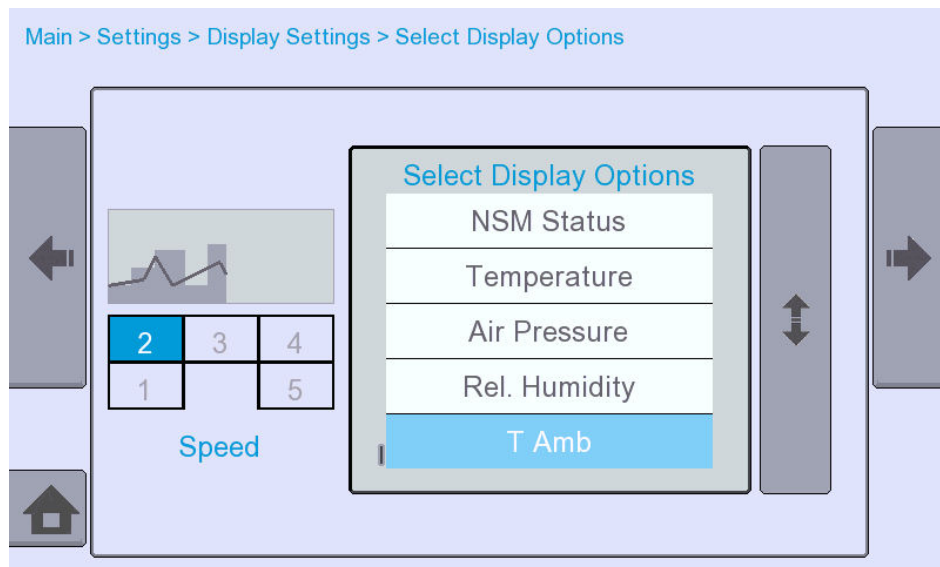 Main > Settings > Display Settings > Select Display Options
Select Display Options
NSM Status
Temperature
Air Pressure
Rel. Humidity
T Amb
2 3 4
1 5
Speed